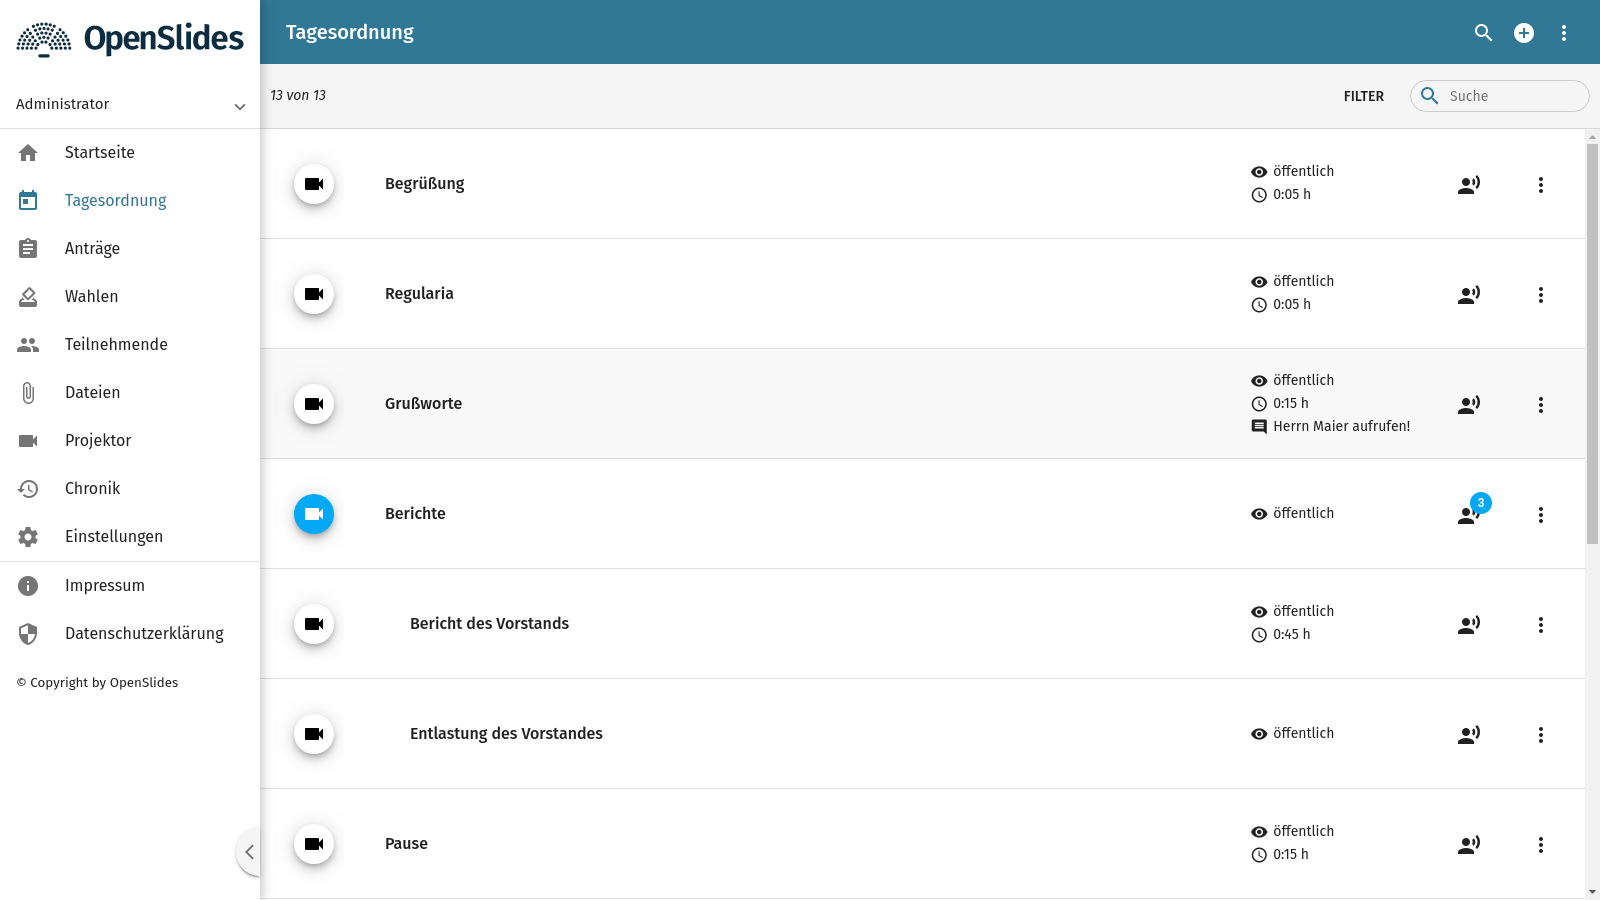 OpenSlides
Tagesordnung
Administrator
13 von 13
FILTER
Suche
Startseite
Tagesordnung
Anträge
Wahlen
Teilnehmende
Dateien
Projektor
Chronik
Einstellungen
Impressum
Datenschutzerklärung
© Copyright by OpenSlides
Begrüßung
öffentlich
0:05 h
Regularia
öffentlich
0:05 h
Grußworte
öffentlich
0:15 h
Herrn Maier aufrufen!
Berichte
öffentlich
3
Bericht des Vorstands
öffentlich
0:45 h
Entlastung des Vorstandes
öffentlich
Pause
öffentlich
0:15 h